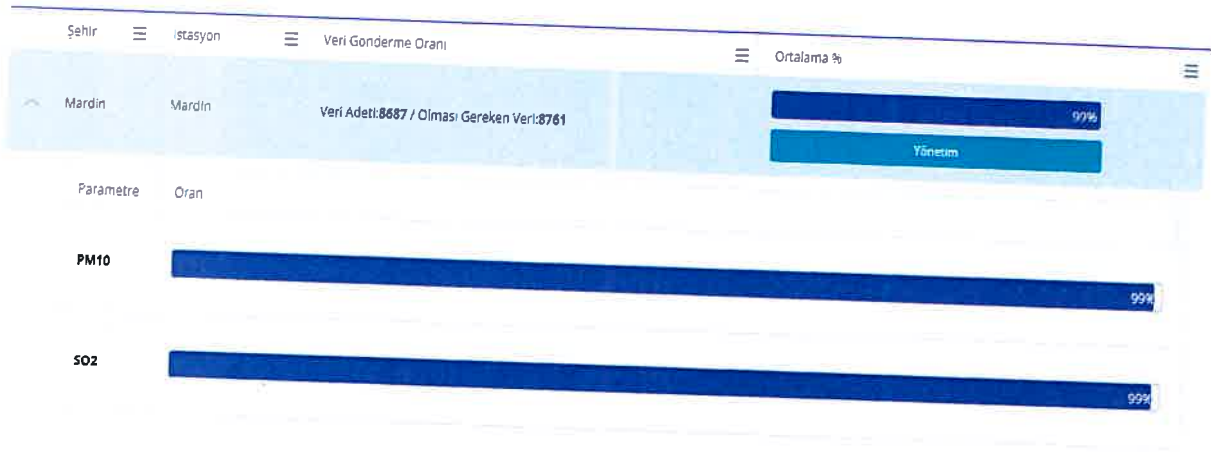 Şehir İstasyon Veri Gonderme Oranı Ortalama %
Mardin Mardin Veri Adeti:8687 / Olması Gereken Veri:8761 99%
Yönetim
Parametre Oran
PM10 99%
SO2 99%